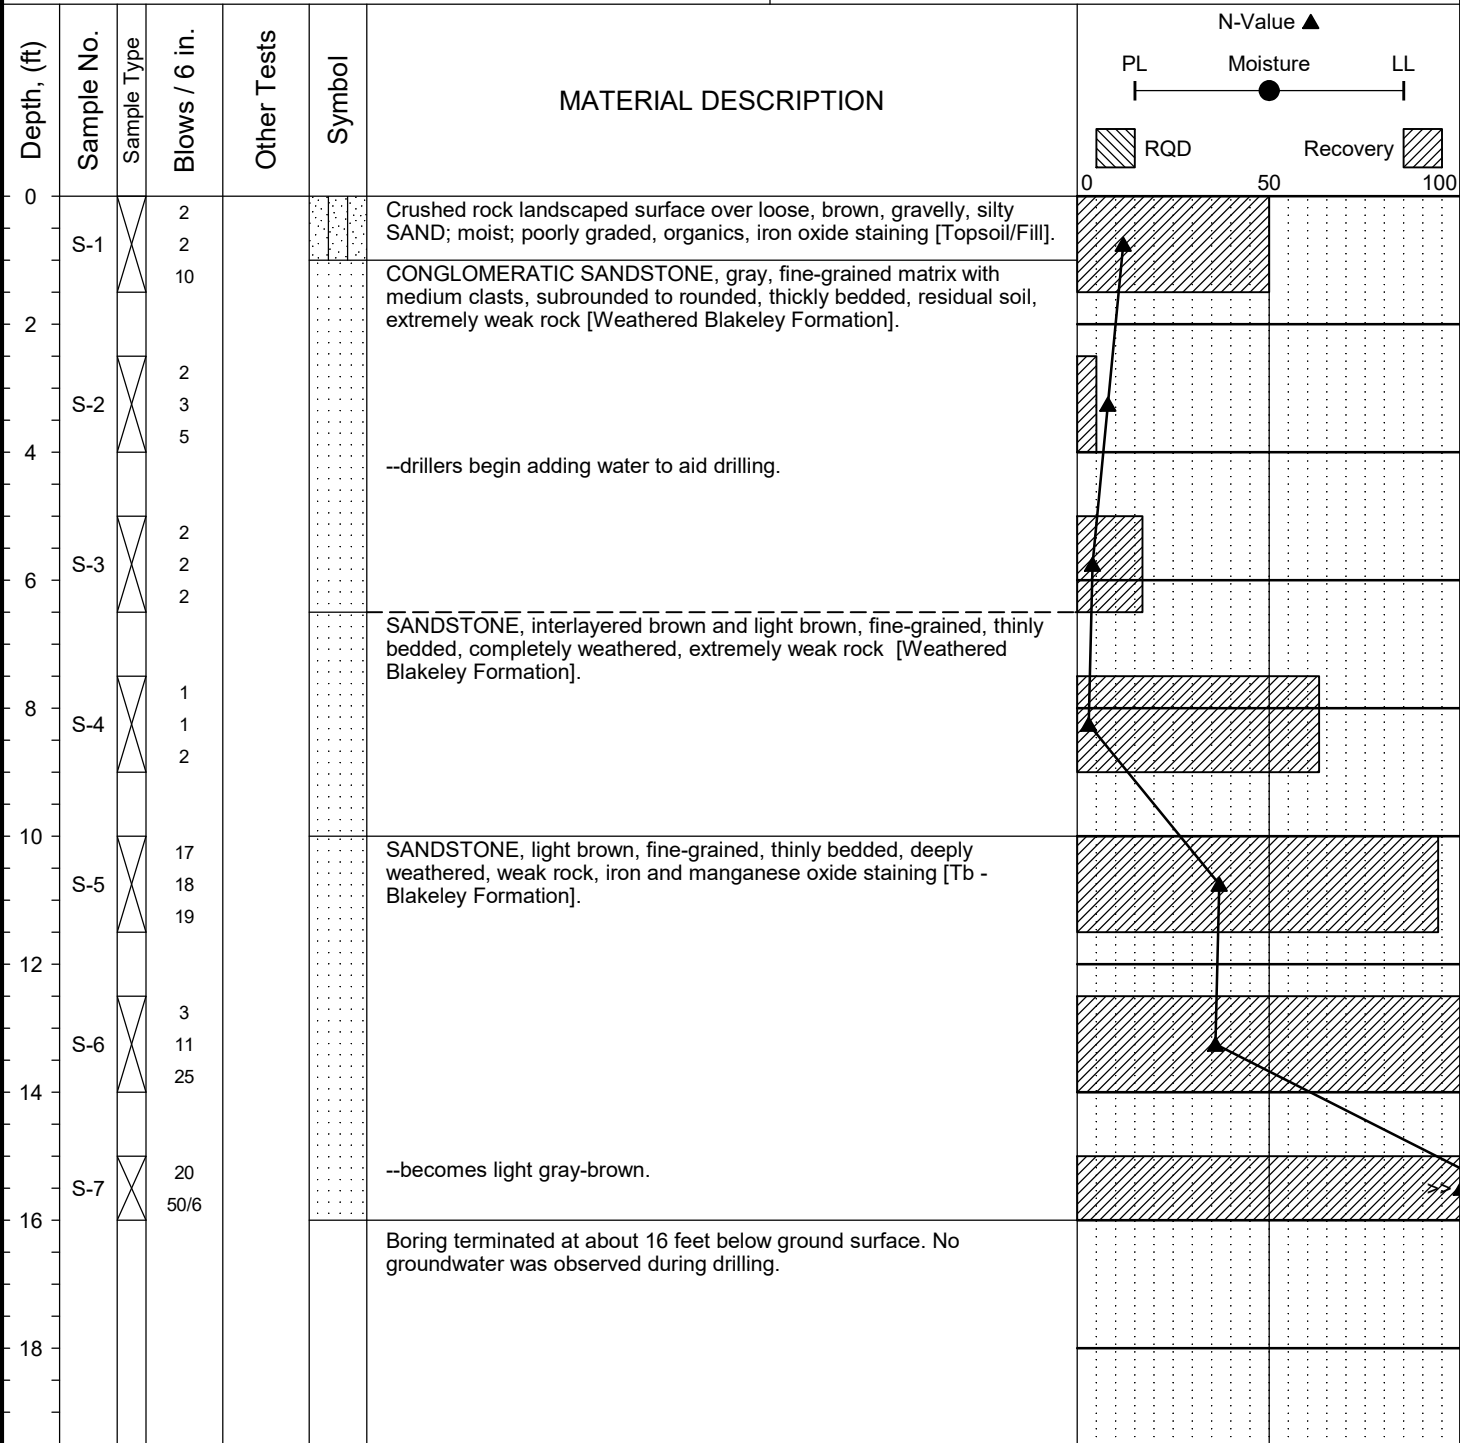 Depth, (ft)
Sample No.
Sample Type
Blows / 6 in.
Other Tests
Symbol
MATERIAL DESCRIPTION
N-Value ▲
PL Moisture LL
RQD Recovery
0 50 100
0
2
4
6
8
10
12
14
16
18
S-1
2
2
10
Crushed rock landscaped surface over loose, brown, gravelly, silty
SAND; moist; poorly graded, organics, iron oxide staining [Topsoil/Fill].
CONGLOMERATIC SANDSTONE, gray, fine-grained matrix with
medium clasts, subrounded to rounded, thickly bedded, residual soil,
extremely weak rock [Weathered Blakeley Formation].
S-2
2
3
5
--drillers begin adding water to aid drilling.
S-3
2
2
2
SANDSTONE, interlayered brown and light brown, fine-grained, thinly
bedded, completely weathered, extremely weak rock  [Weathered
Blakeley Formation].
S-4
1
1
2
SANDSTONE, light brown, fine-grained, thinly bedded, deeply
weathered, weak rock, iron and manganese oxide staining [Tb -
Blakeley Formation].
S-5
17
18
19
S-6
3
11
25
S-7
20
50/6
--becomes light gray-brown.
>>
Boring terminated at about 16 feet below ground surface. No
groundwater was observed during drilling.